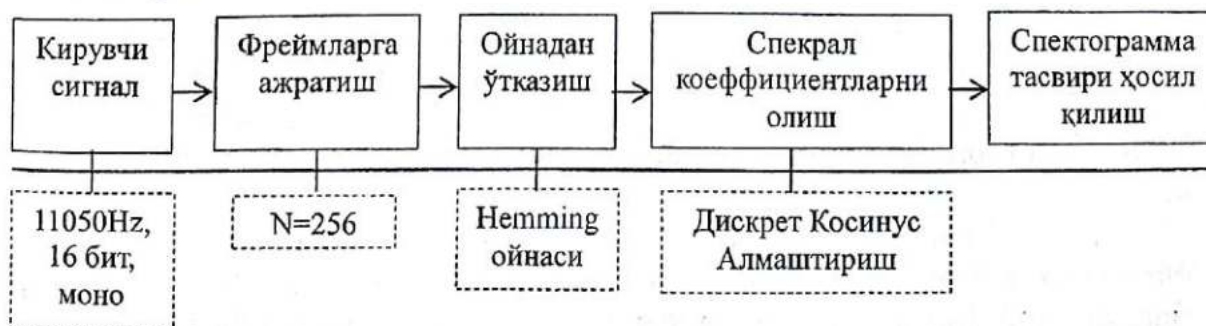 Кирувчи
сигнал
Фреймларга
ажратиш
Ойнадан
ўтказиш
Спекрал
коеффициентларни
олиш
Спектограмма
тасвири ҳосил
қилиш
11050Hz,
16 бит,
моно
N=256
Hemming
ойнаси
Дискрет Косинус
Алмаштириш